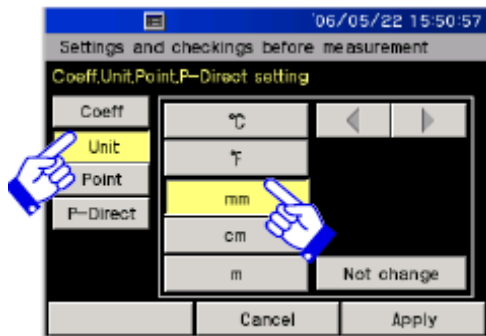 '06/05/22 15:50:57
Settings and checkings before measurement
Coeff,Unit,Point,P-Direct setting
Coeff
Unit
Point
P-Direct
℃
℉
mm
cm
m
Not change
Cancel
Apply